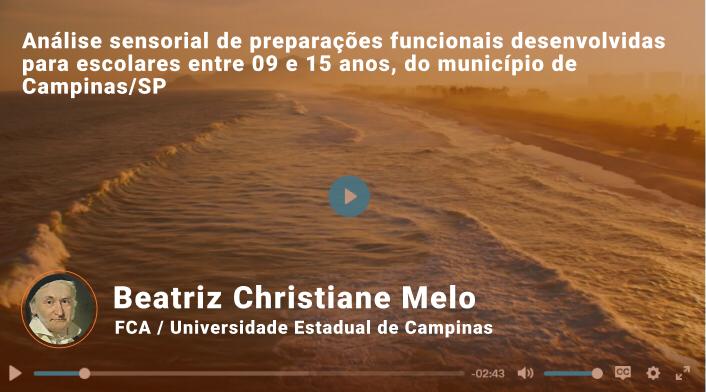 Análise sensorial de preparações funcionais desenvolvidas
para escolares entre 09 e 15 anos, do município de
Campinas/SP
Beatriz Christiane Melo
FCA / Universidade Estadual de Campinas
-02:43
CC